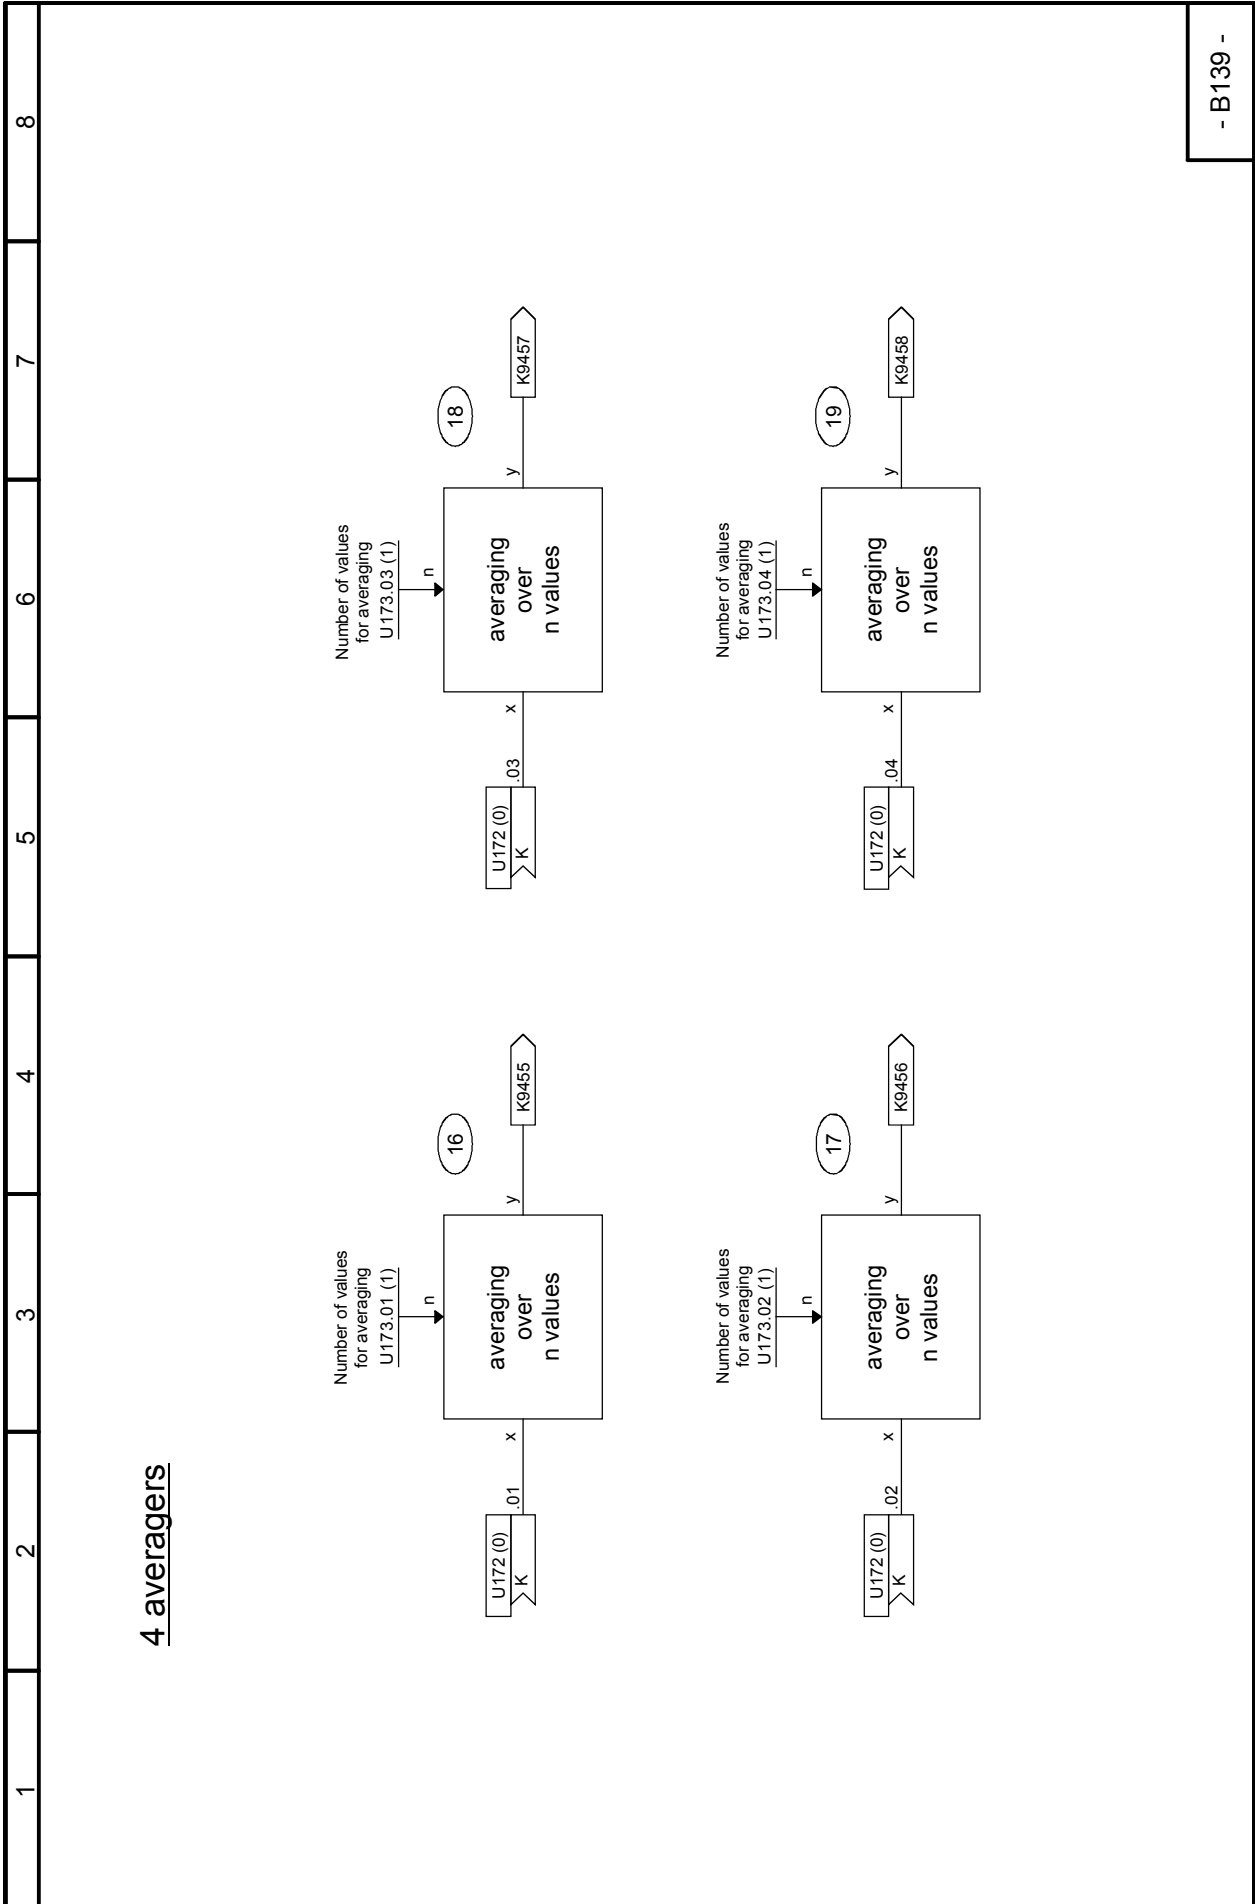 1
2
3
4
5
6
7
8
4 averagers
Number of values
for averaging
U173.01 (1)
n
U172 (0)
K
.01
x
averaging
over
n values
y
16
K9455
Number of values
for averaging
U173.03 (1)
n
U172 (0)
K
.03
x
averaging
over
n values
y
18
K9457
Number of values
for averaging
U173.02 (1)
n
U172 (0)
K
.02
x
averaging
over
n values
y
17
K9456
Number of values
for averaging
U173.04 (1)
n
U172 (0)
K
.04
x
averaging
over
n values
y
19
K9458
- B139 -